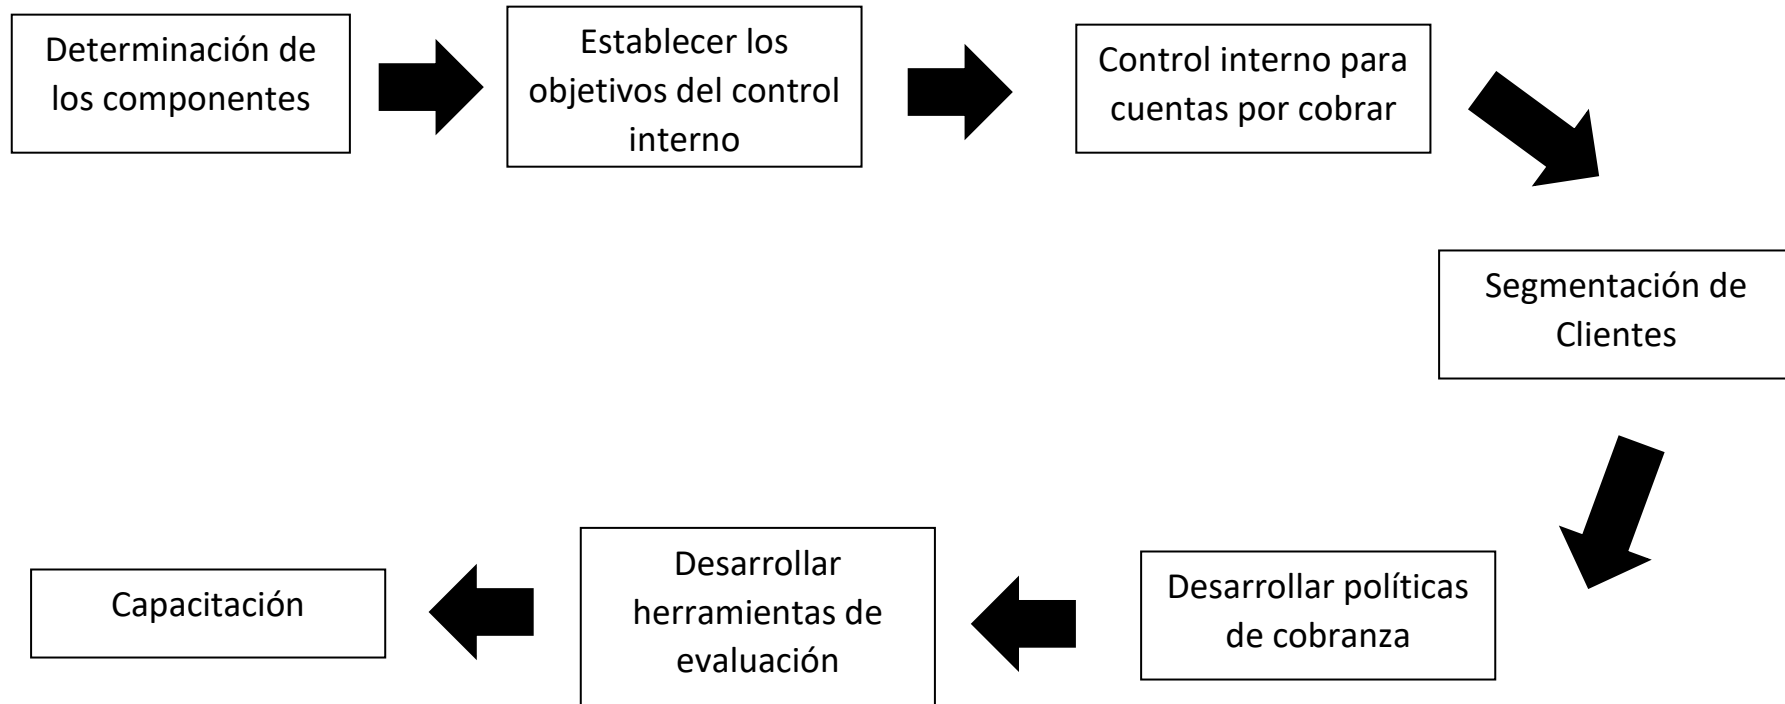 Determinación de
los componentes
Establecer los
objetivos del control
interno
Control interno para
cuentas por cobrar
Segmentación de
Clientes
Desarrollar políticas
de cobranza
Desarrollar
herramientas de
evaluación
Capacitación